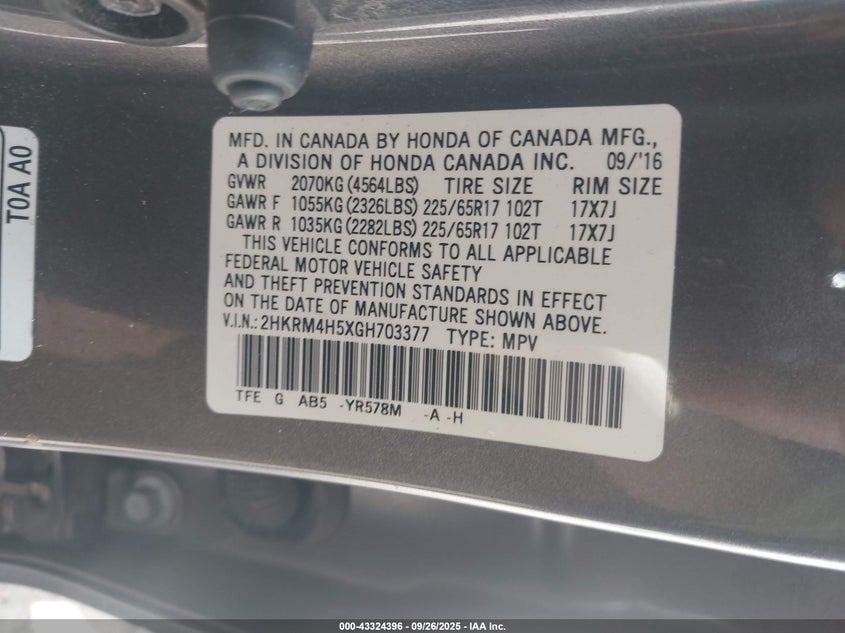 T0A A0
MFD. IN CANADA BY HONDA OF CANADA MFG.,
A DIVISION OF HONDA CANADA INC. 09/'16
GVWR 2070KG(4564LBS) TIRE SIZE RIM SIZE
GAWR F 1055KG(2326LBS) 225/65R17 102T 17X7J
GAWR R 1035KG(2282LBS) 225/65R17 102T 17X7J
THIS VEHICLE CONFORMS TO ALL APPLICABLE
FEDERAL MOTOR VEHICLE SAFETY
AND THEFT PREVENTION STANDARDS IN EFFECT
ON THE DATE OF MANUFACTURE SHOWN ABOVE.
V.I.N.:2HKRM4H5XGH703377 TYPE: MPV
TFE G AB5 -YR578M -A -H
000-43324396 - 09/26/2025 - IAA Inc.